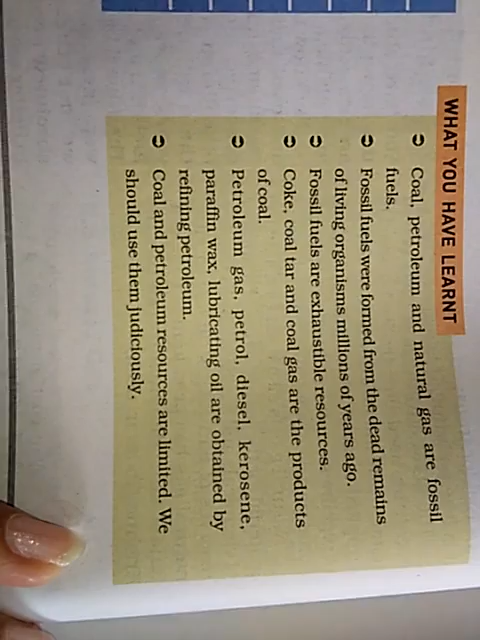 WHAT YOU HAVE LEARNT
Coal, petroleum and natural gas are fossil
fuels.
Fossil fuels were formed from the dead remains
of living organisms millions of years ago.
Fossil fuels are exhaustible resources.
Coke, coal tar and coal gas are the products
of coal.
Petroleum gas, petrol, diesel, kerosene,
paraffin wax, lubricating oil are obtained by
refining petroleum.
Coal and petroleum resources are limited. We
should use them judiciously.